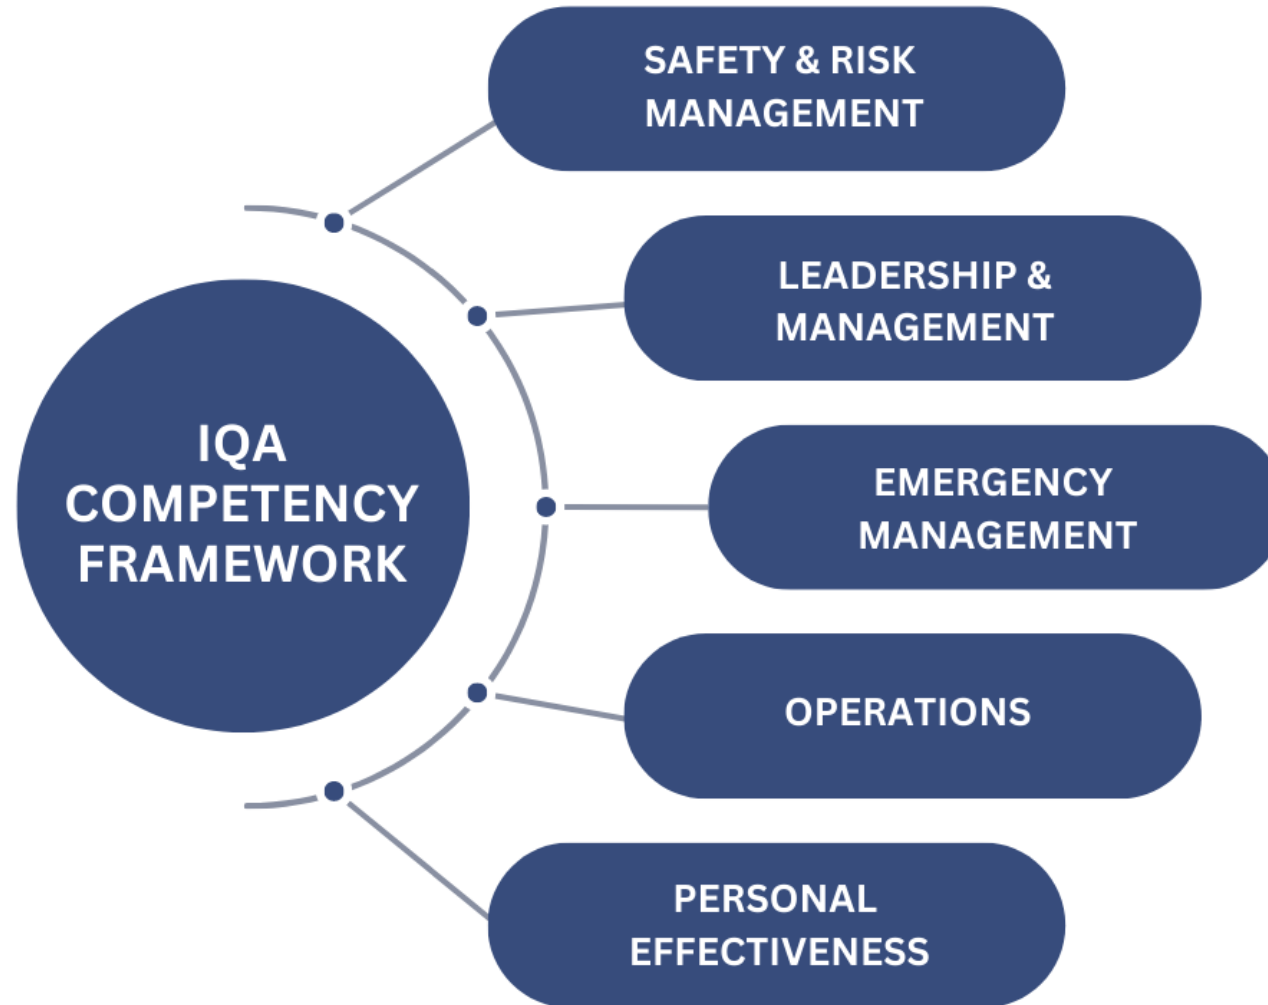 IQA
COMPETENCY
FRAMEWORK
SAFETY & RISK
MANAGEMENT
LEADERSHIP &
MANAGEMENT
EMERGENCY
MANAGEMENT
OPERATIONS
PERSONAL
EFFECTIVENESS